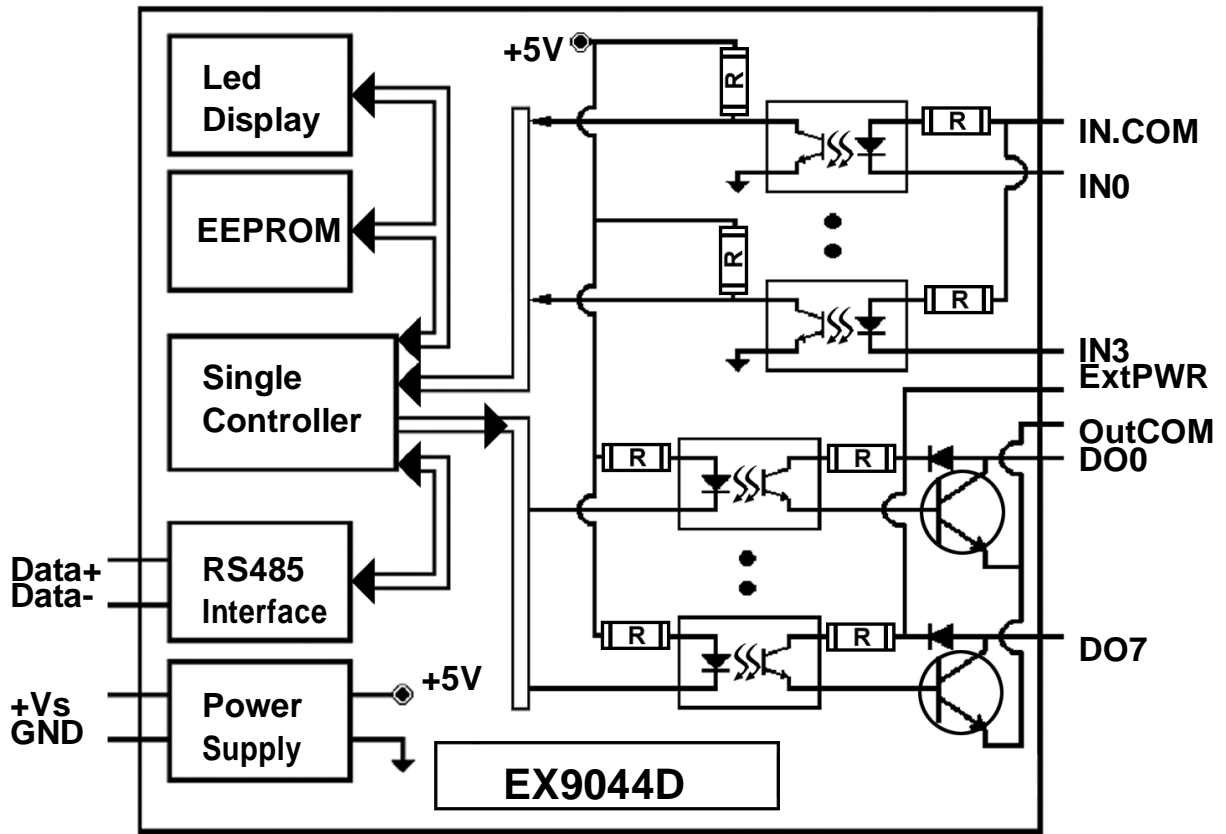 Led
Display
EEPROM
Single
Controller
RS485
Interface
Power
Supply
Data+
Data-
+Vs
GND
+5V
+5V
R
R
R
R
R
R
R
R
IN.COM
IN0
IN3
ExtPWR
OutCOM
DO0
DO7
EX9044D